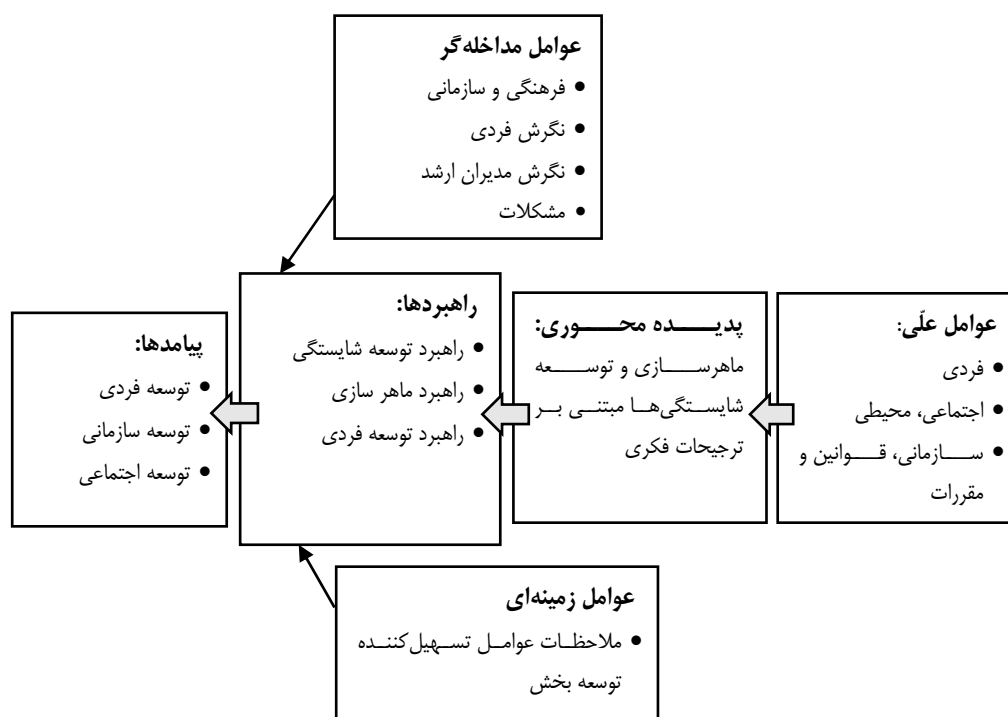 عوامل مداخله‌گر
• فرهنگی و سازمانی
• نگرش فردی
• نگرش مدیران ارشد
• مشکلات
عوامل علّی:
• فردی
• اجتماعی، محیطی
• سازمانی، قوانین و
مقررات
پدیده محوری:
ماهرسازی و توسعه
شایستگی‌ها مبتنی بر
ترجیحات فکری
راهبردها:
• راهبرد توسعه شایستگی
• راهبرد ماهر سازی
• راهبرد توسعه فردی
پیامدها:
• توسعه فردی
• توسعه سازمانی
• توسعه اجتماعی
عوامل زمینه‌ای
• ملاحظات عوامل تسهیل‌کننده
توسعه بخش